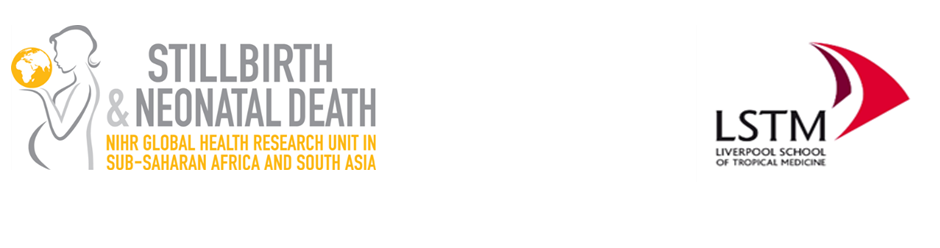 STILLBIRTH
& NEONATAL DEATH
NIHR GLOBAL HEALTH RESEARCH UNIT IN
SUB-SAHARAN AFRICA AND SOUTH ASIA
LSTM
LIVERPOOL SCHOOL
OF TROPICAL MEDICINE